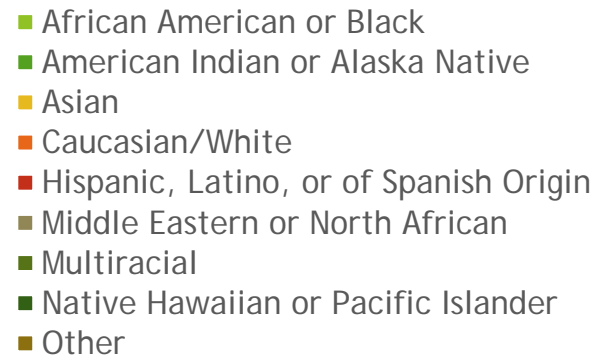 African American or Black
American Indian or Alaska Native
Asian
Caucasian/White
Hispanic, Latino, or of Spanish Origin
Middle Eastern or North African
Multiracial
Native Hawaiian or Pacific Islander
Other